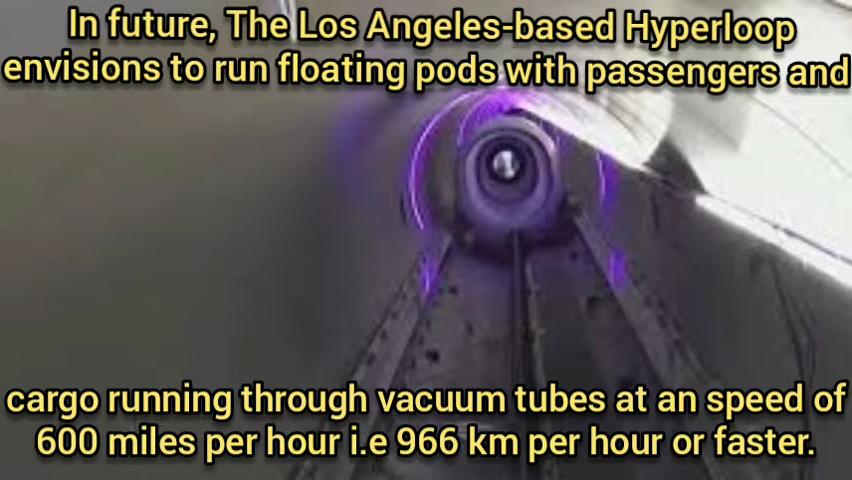 In future, The Los Angeles-based Hyperloop
envisions to run floating pods with passengers and
cargo running through vacuum tubes at an speed of
600 miles per hour i.e 966 km per hour or faster.